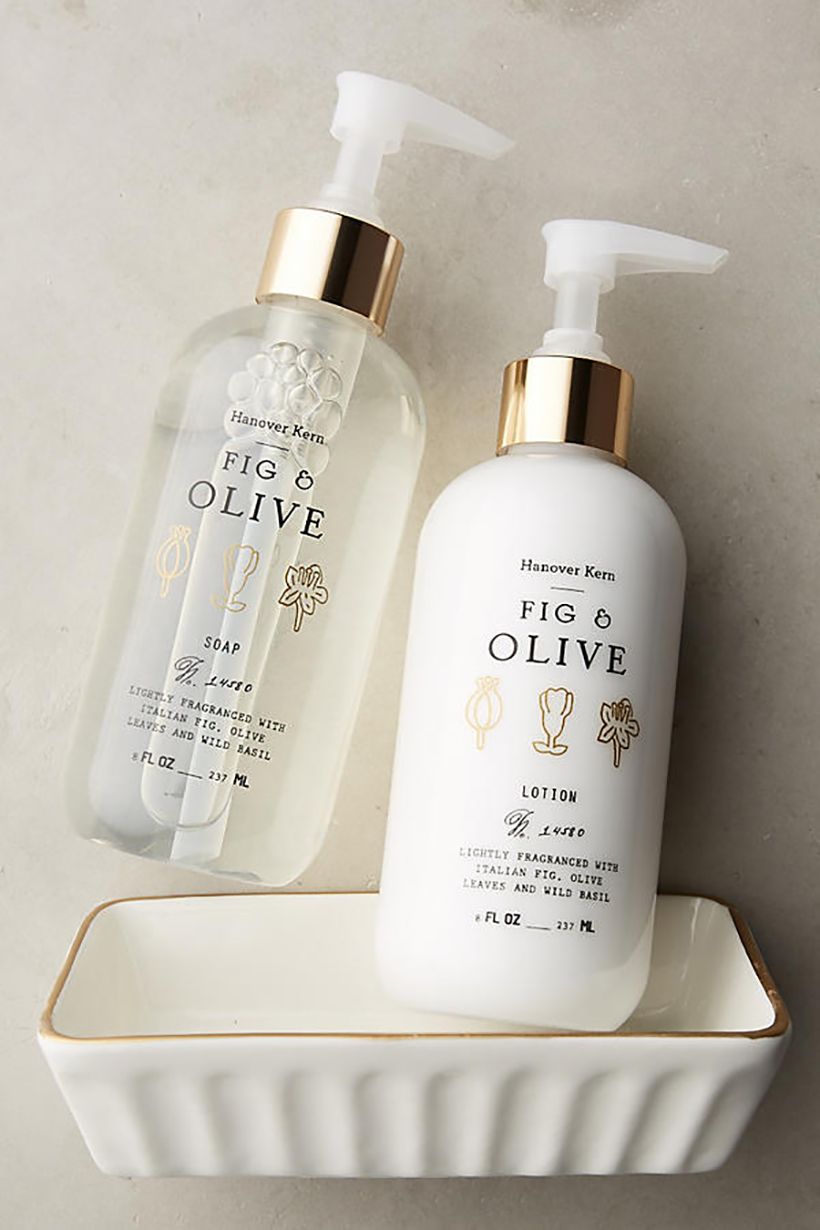 Hanover Kern
FIG &
OLIVE
SOAP
No. 14580
LIGHTLY FRAGRANCED WITH
ITALIAN FIG. OLIVE
LEAVES AND WILD BASIL
8 FL OZ ___ 237 ML
Hanover Kern
FIG &
OLIVE
LOTION
No. 14580
LIGHTLY FRAGRANCED WITH
ITALIAN FIG. OLIVE
LEAVES AND WILD BASIL
8 FL OZ ___ 237 ML